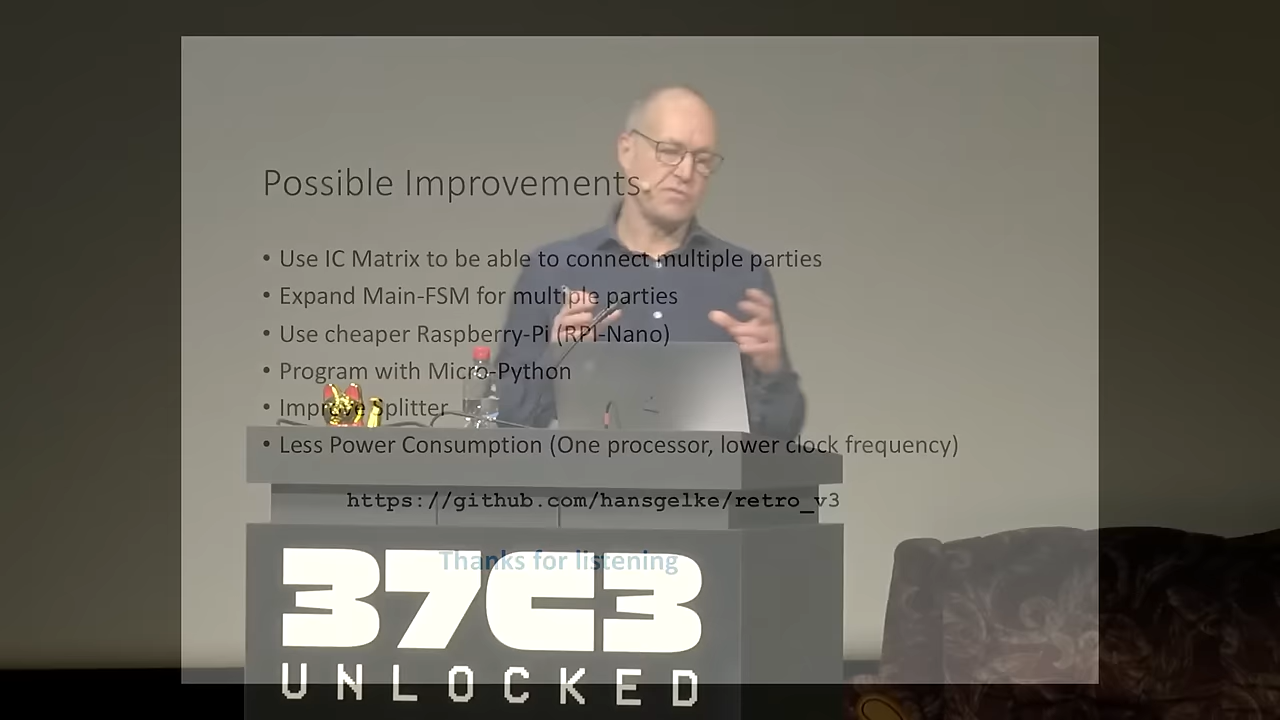 Possible Improvements
• Use IC Matrix to be able to connect multiple parties
• Expand Main-FSM for multiple parties
• Use cheaper Raspberry-Pi (RPI-Nano)
• Program with Micro-Python
• Improve Splitter
• Less Power Consumption (One processor, lower clock frequency)
https://github.com/hansgelke/retro_v3
Thanks for listening
37C3
UNLOCKED